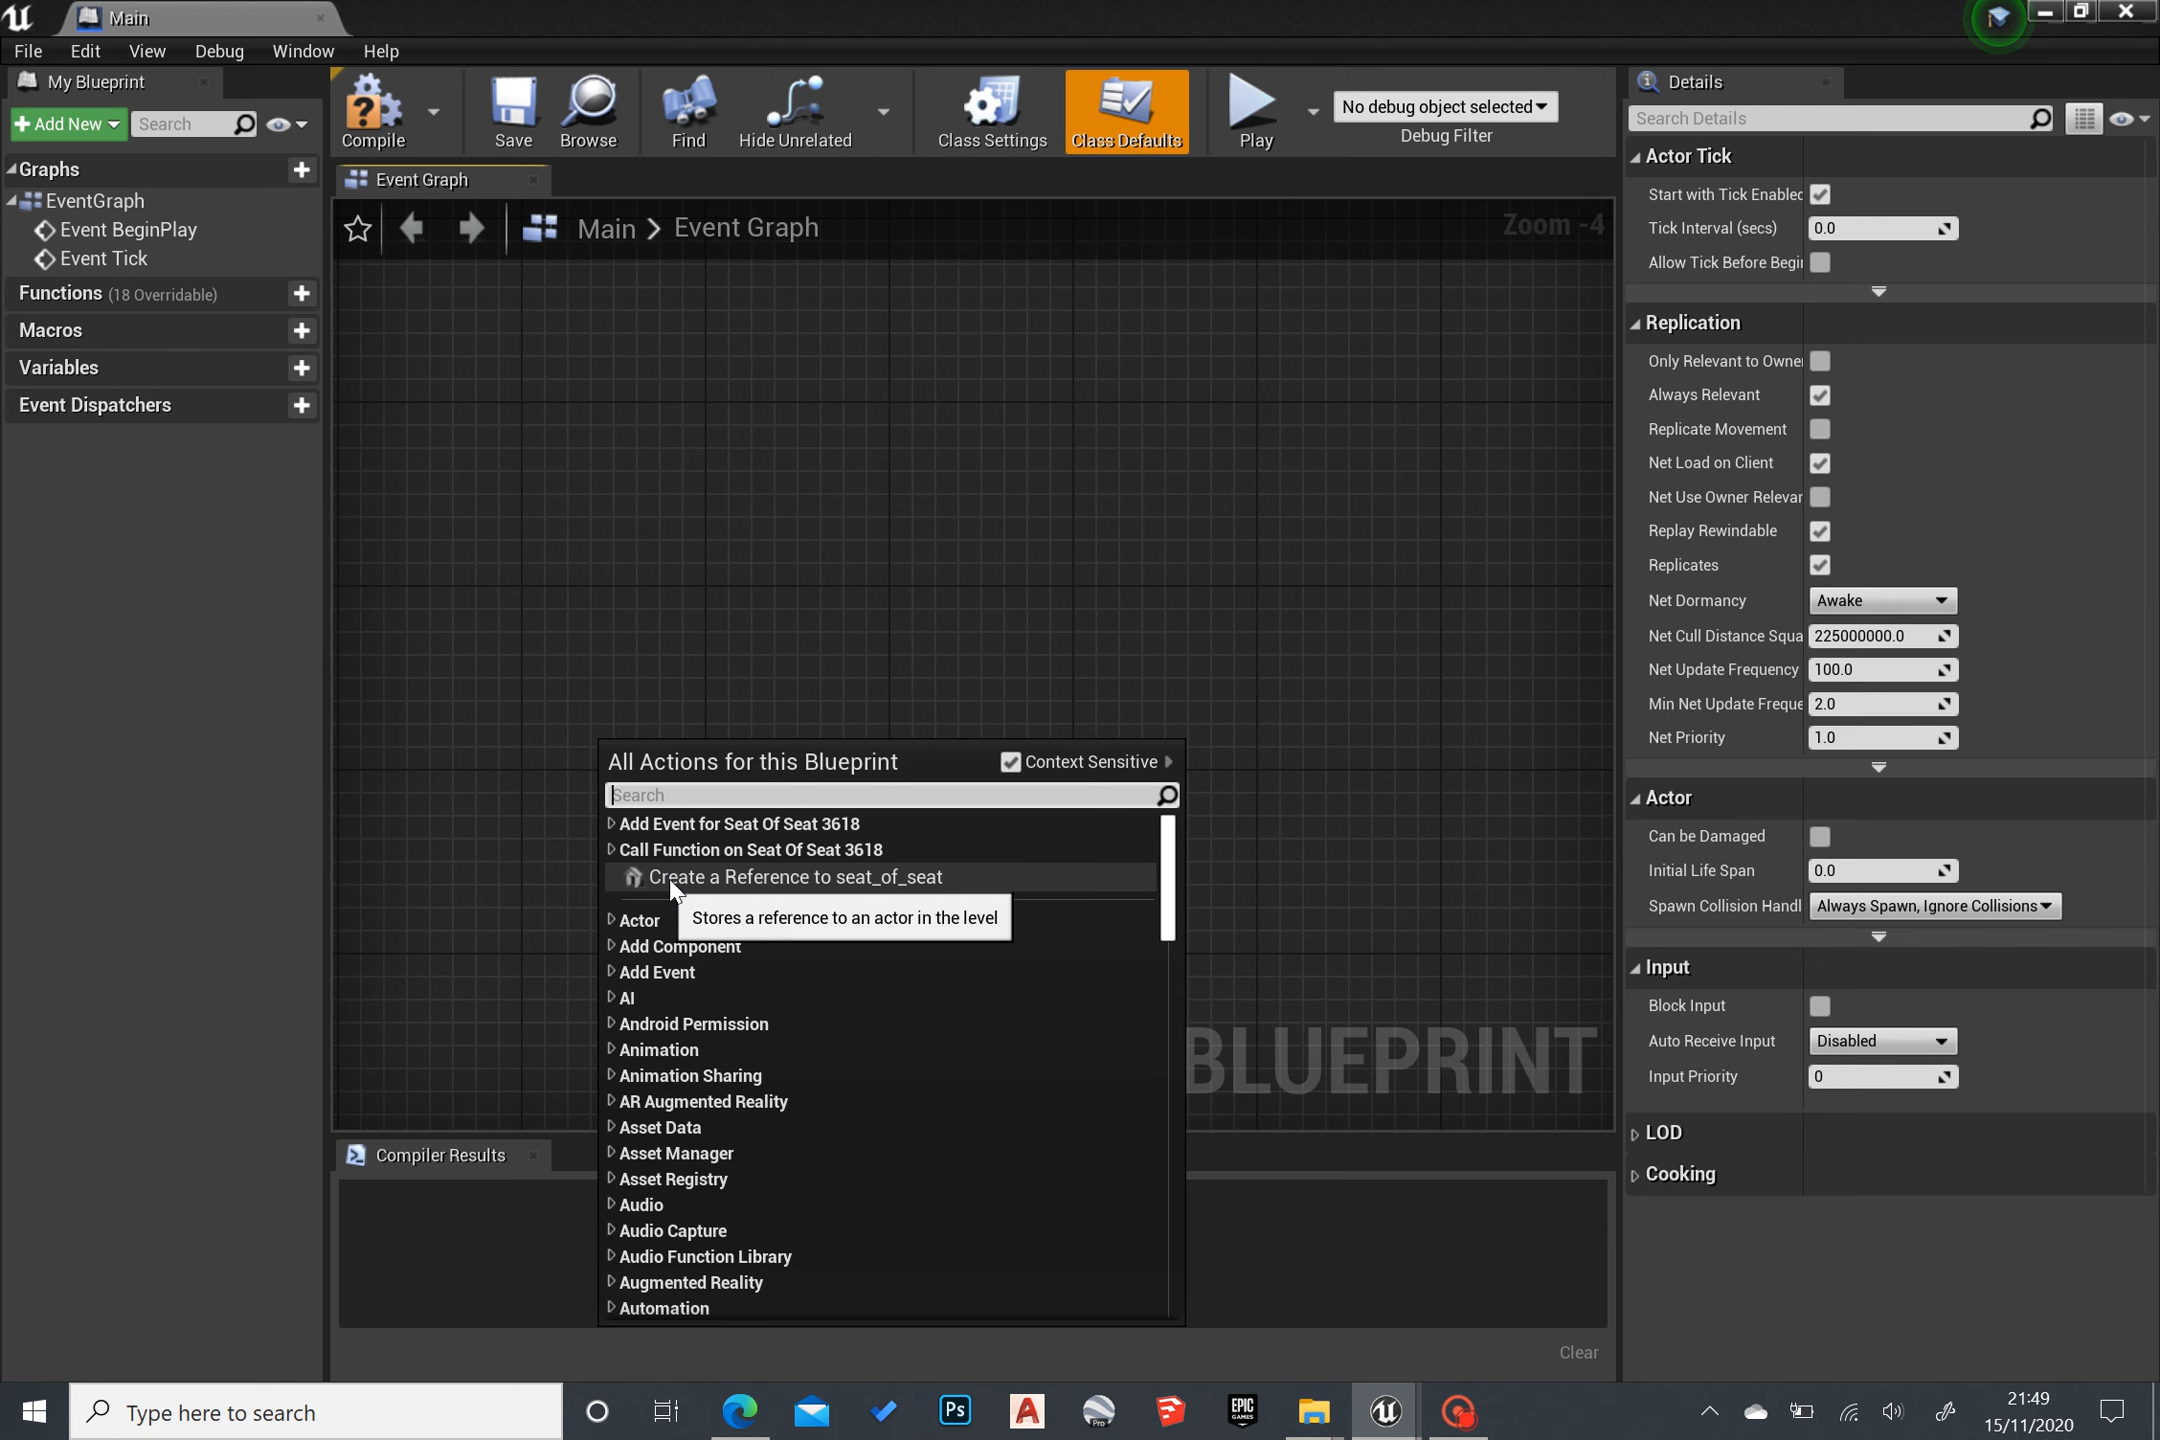 Main
File Edit View Debug Window Help
My Blueprint
Add New Search
Graphs
EventGraph
Event BeginPlay
Event Tick
Functions (18 Overridable)
Macros
Variables
Event Dispatchers
Compile Save Browse Find Hide Unrelated Class Settings Class Defaults Play
No debug object selected
Debug Filter
Event Graph
Main > Event Graph
Zoom -4
All Actions for this Blueprint Context Sensitive
Search
Add Event for Seat Of Seat 3618
Call Function on Seat Of Seat 3618
Create a Reference to seat_of_seat
Stores a reference to an actor in the level
Actor
Add Component
Add Event
AI
Android Permission
Animation
Animation Sharing
AR Augmented Reality
Asset Data
Asset Manager
Asset Registry
Audio
Audio Capture
Audio Function Library
Augmented Reality
Automation
BLUEPRINT
Compiler Results
Clear
Details
Search Details
Actor Tick
Start with Tick Enabled
Tick Interval (secs) 0.0
Allow Tick Before Begi
Replication
Only Relevant to Owne
Always Relevant
Replicate Movement
Net Load on Client
Net Use Owner Relevan
Replay Rewindable
Replicates
Net Dormancy Awake
Net Cull Distance Squa 225000000.0
Net Update Frequency 100.0
Min Net Update Freque 2.0
Net Priority 1.0
Actor
Can be Damaged
Initial Life Span 0.0
Spawn Collision Handl Always Spawn, Ignore Collisions
Input
Block Input
Auto Receive Input Disabled
Input Priority 0
LOD
Cooking
Type here to search
Ps
A
Pro
EPIC
GAMES
21:49
15/11/2020